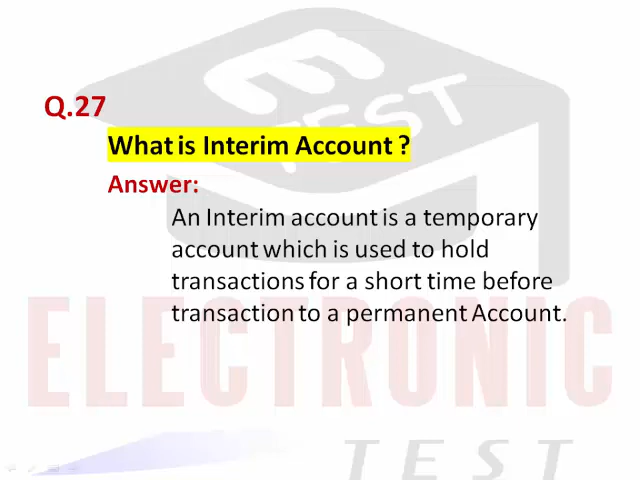 E TEST
Q.27
What is Interim Account ?
Answer:
An Interim account is a temporary
account which is used to hold
transactions for a short time before
transaction to a permanent Account.
ELECTRONIC
TEST